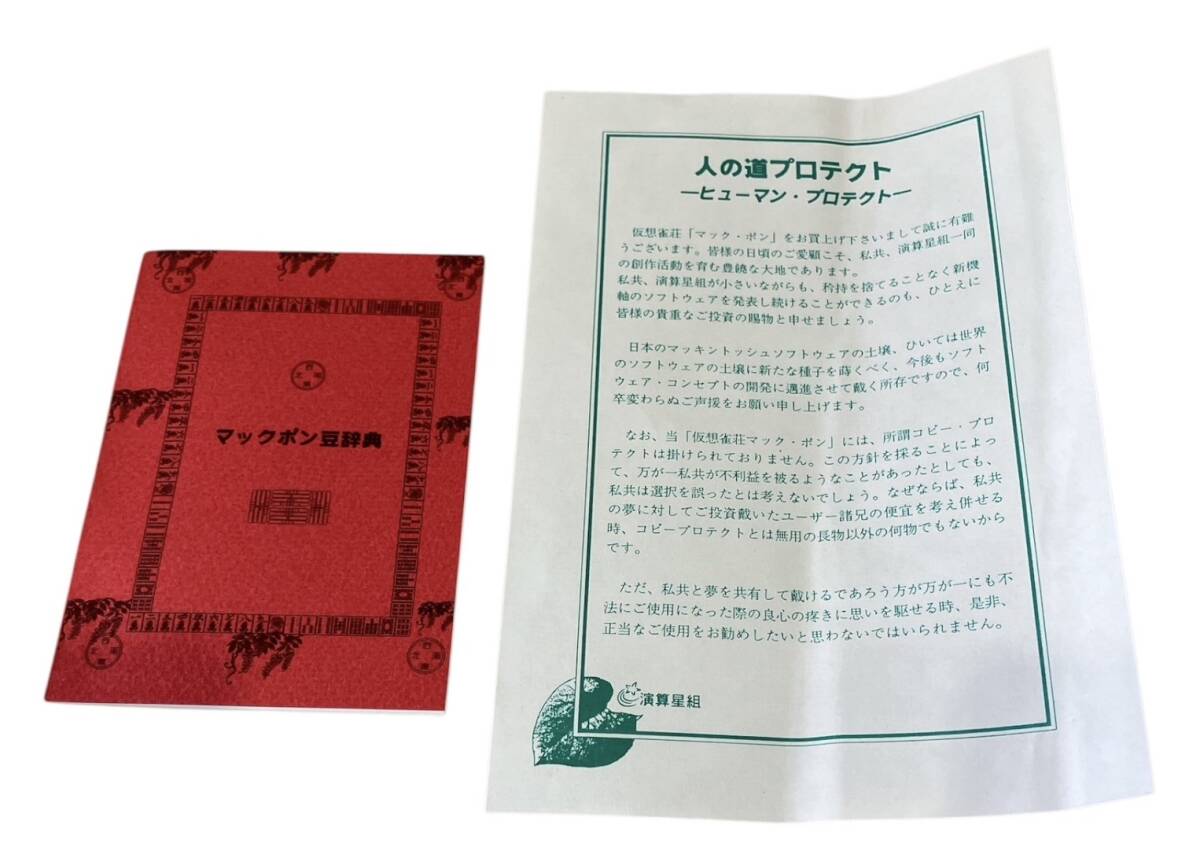 マックポン豆辞典
人の道プロテクト
―ヒューマン・プロテクト―
仮想雀荘「マック・ポン」をお買上げ下さいまして誠に有難
うございます。皆様の日頃のご愛顧こそ、私共、演算星組一同
の創作活動を育む豊饒な大地であります。
私共、演算星組が小さいながらも、矜持を捨てることなく新機
軸のソフトウェアを発表し続けることができるのも、ひとえに
皆様の貴重なご投資の賜物と申せましょう。
日本のマッキントッシュソフトウェアの土壌、ひいては世界
のソフトウェアの土壌に新たな種子を蒔くべく、今後もソフト
ウェア・コンセプトの開発に邁進させて戴く所存ですので、何
卒変わらぬご声援をお願い申し上げます。
なお、当「仮想雀荘マック・ポン」には、所謂コピー・プロ
テクトは掛けられておりません。この方針を採ることによっ
て、万が一私共が不利益を被るようなことがあったとしても、
私共は選択を誤ったとは考えないでしょう。なぜならば、私共
の夢に対してご投資戴いたユーザー諸兄の便宜を考え併せる
時、コピープロテクトとは無用の長物以外の何物でもないから
です。
ただ、私共と夢を共有して戴けるであろう方が万が一にも不
法にご使用になった際の良心の疼きに思いを駆せる時、是非、
正当なご使用をお勧めしたいと思わないではいられません。
演算星組